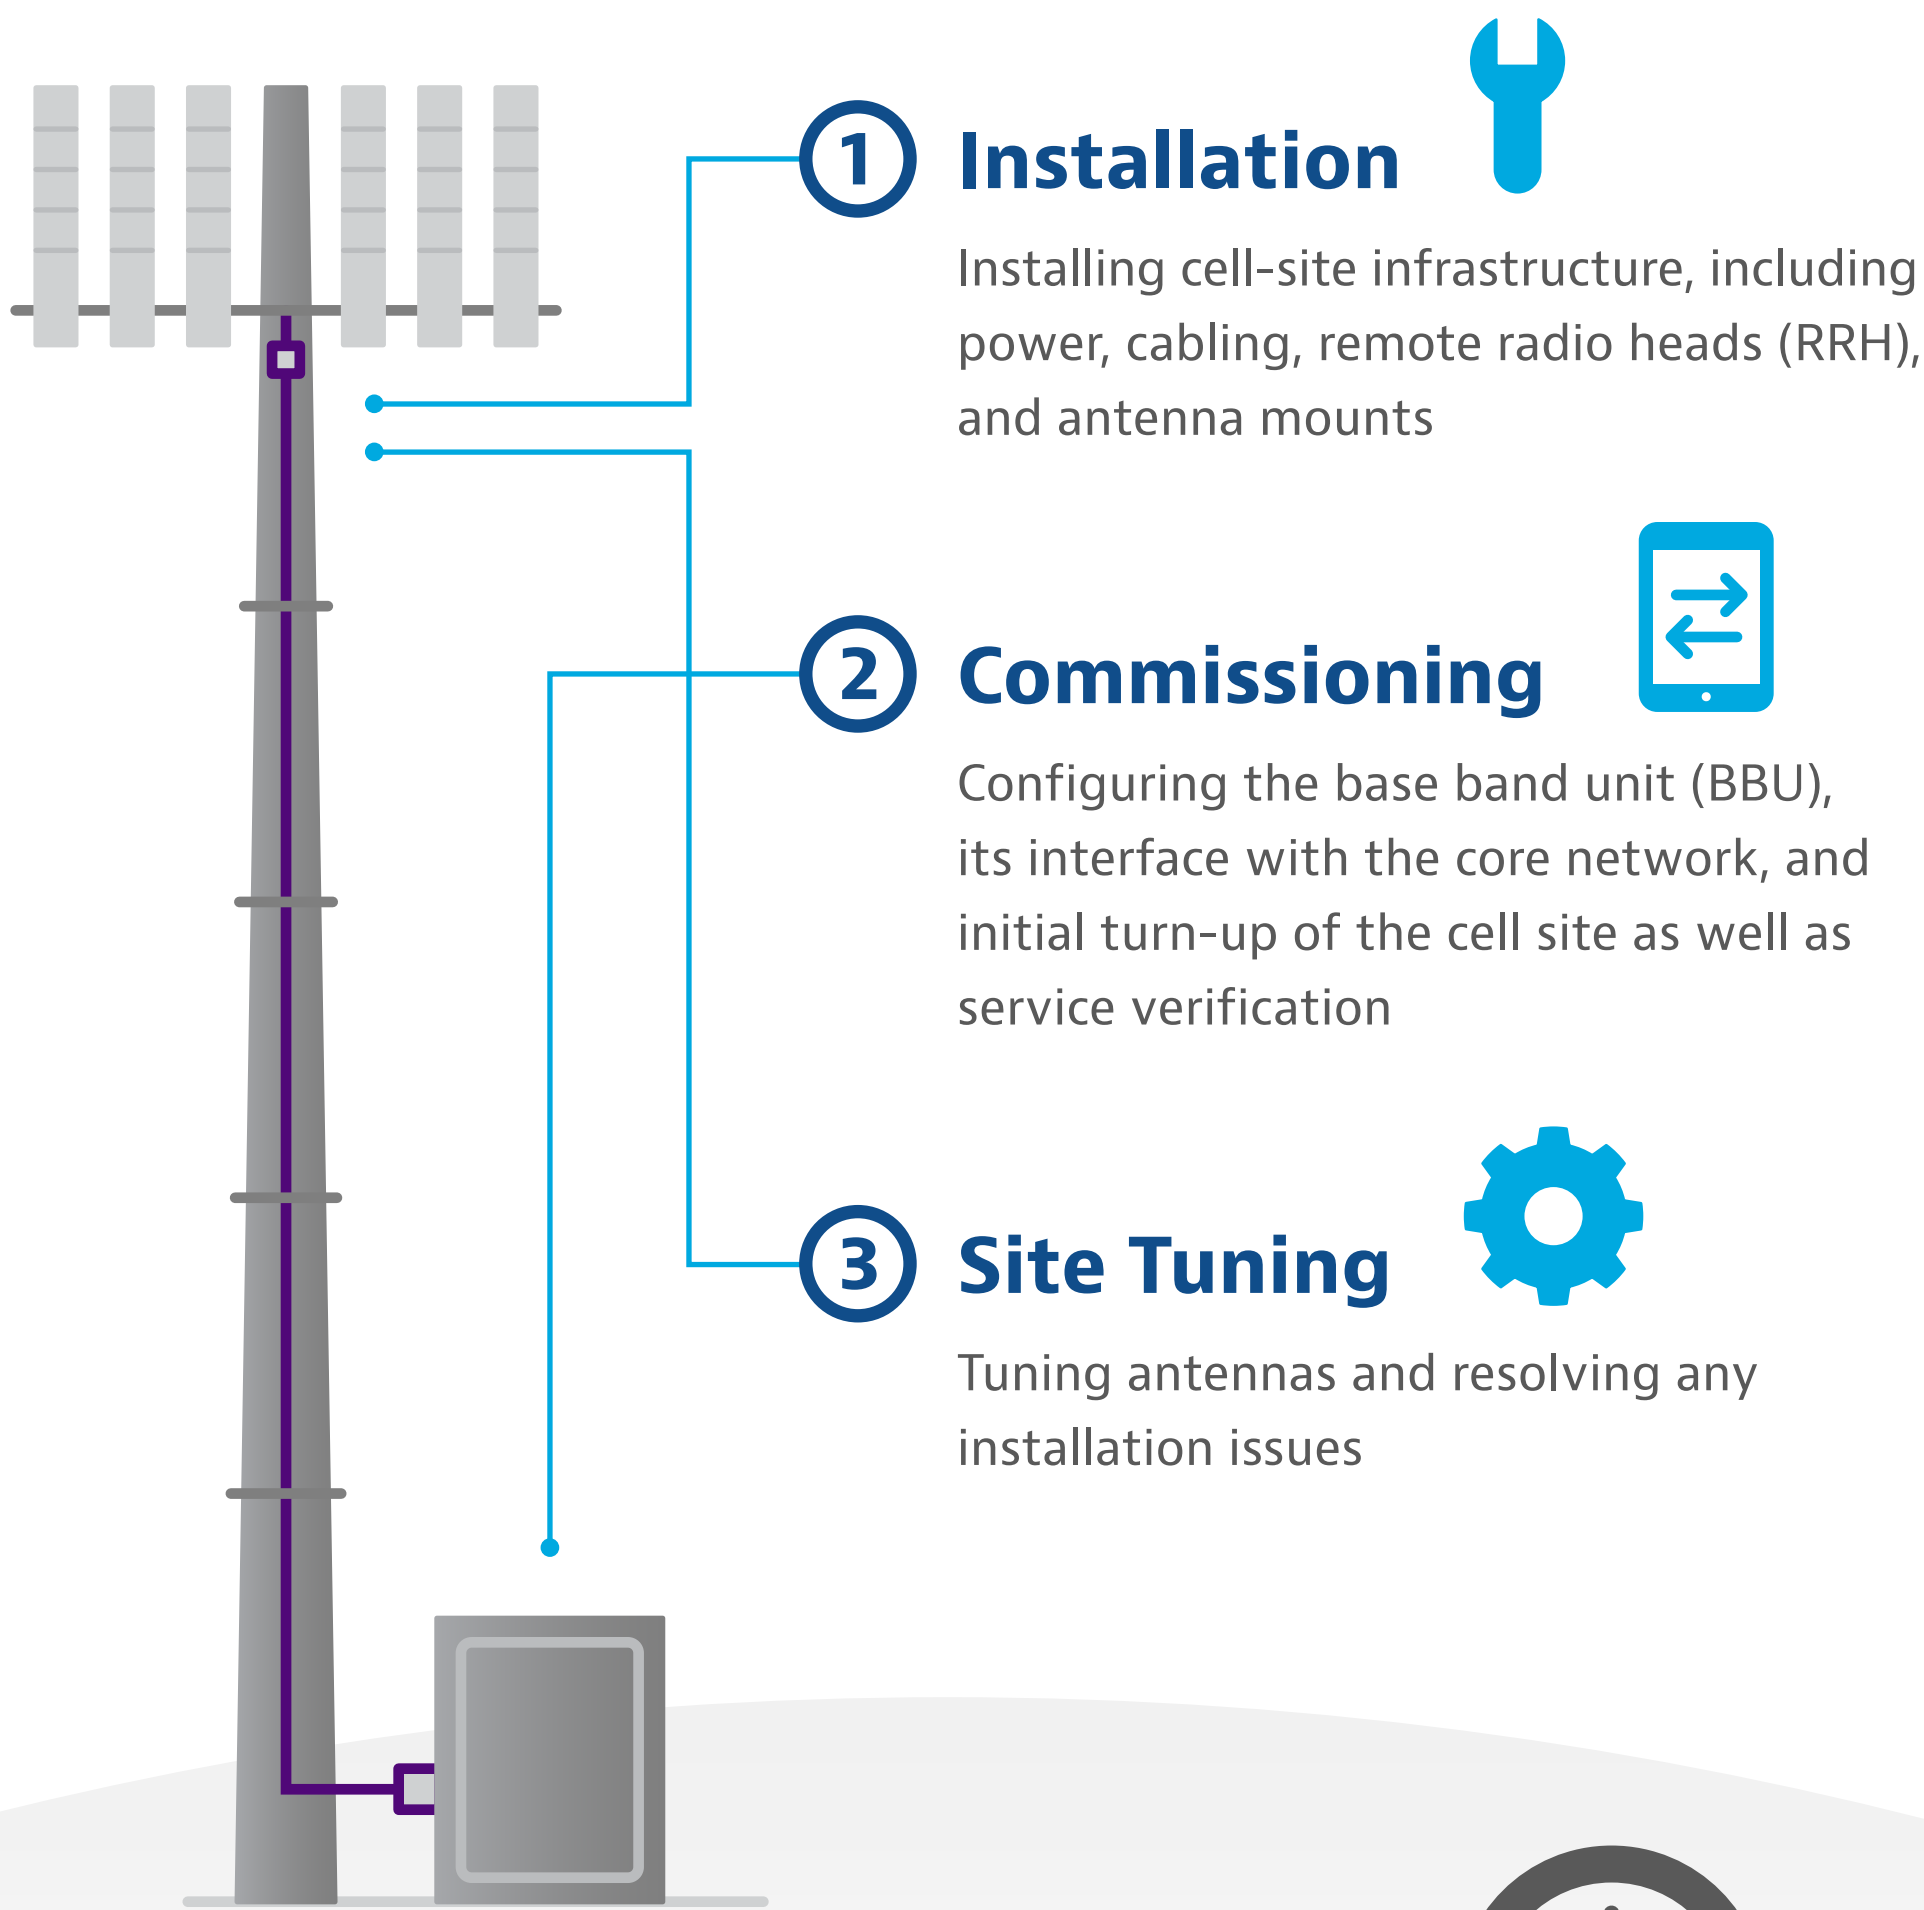 1 Installation
Installing cell-site infrastructure, including
power, cabling, remote radio heads (RRH),
and antenna mounts
2 Commissioning
Configuring the base band unit (BBU),
its interface with the core network, and
initial turn-up of the cell site as well as
service verification
3 Site Tuning
Tuning antennas and resolving any
installation issues